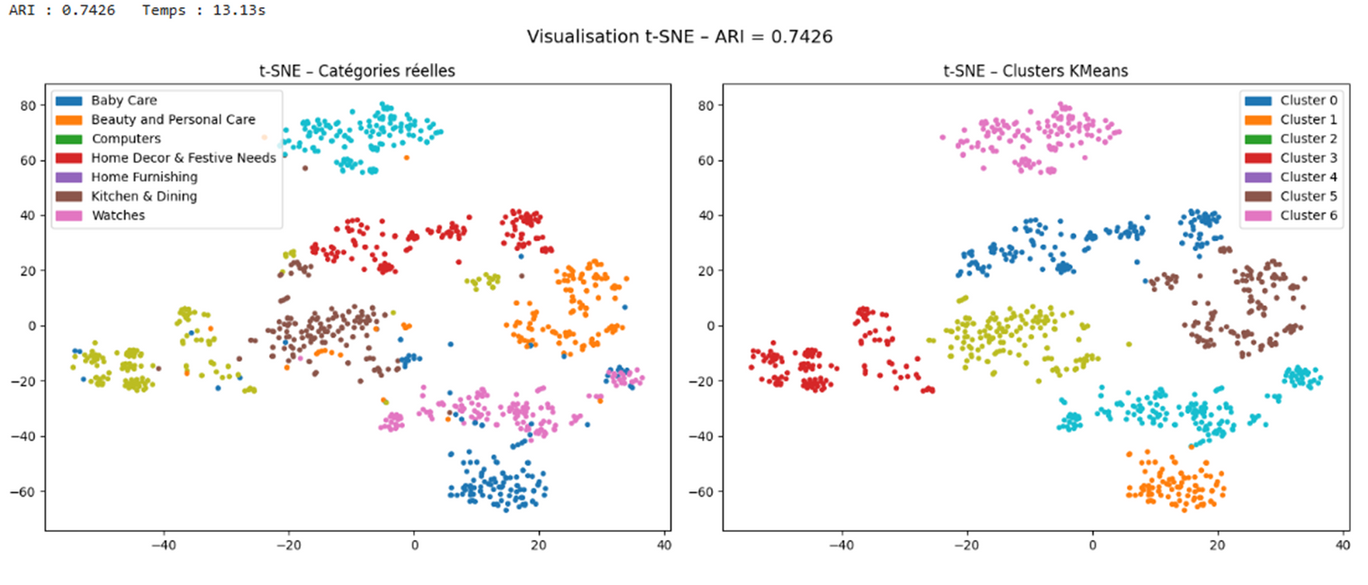 ARI : 0.7426 Temps : 13.13s
Visualisation t-SNE – ARI = 0.7426
t-SNE – Catégories réelles
Baby Care
Beauty and Personal Care
Computers
Home Decor & Festive Needs
Home Furnishing
Kitchen & Dining
Watches
80
60
40
20
0
−20
−40
−60
−40
−20
0
20
40
t-SNE – Clusters KMeans
Cluster 0
Cluster 1
Cluster 2
Cluster 3
Cluster 4
Cluster 5
Cluster 6
80
60
40
20
0
−20
−40
−60
−40
−20
0
20
40